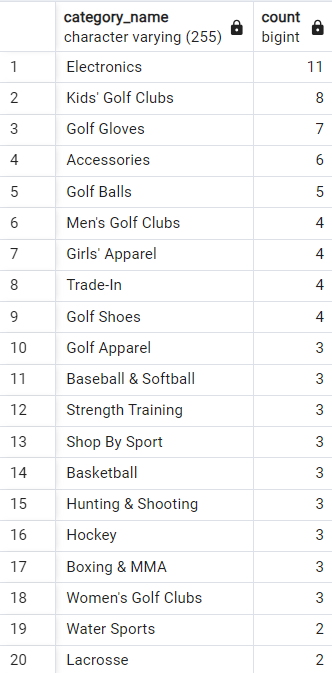 category_name count
character varying (255) bigint
1 Electronics 11
2 Kids' Golf Clubs 8
3 Golf Gloves 7
4 Accessories 6
5 Golf Balls 5
6 Men's Golf Clubs 4
7 Girls' Apparel 4
8 Trade-In 4
9 Golf Shoes 4
10 Golf Apparel 3
11 Baseball & Softball 3
12 Strength Training 3
13 Shop By Sport 3
14 Basketball 3
15 Hunting & Shooting 3
16 Hockey 3
17 Boxing & MMA 3
18 Women's Golf Clubs 3
19 Water Sports 2
20 Lacrosse 2